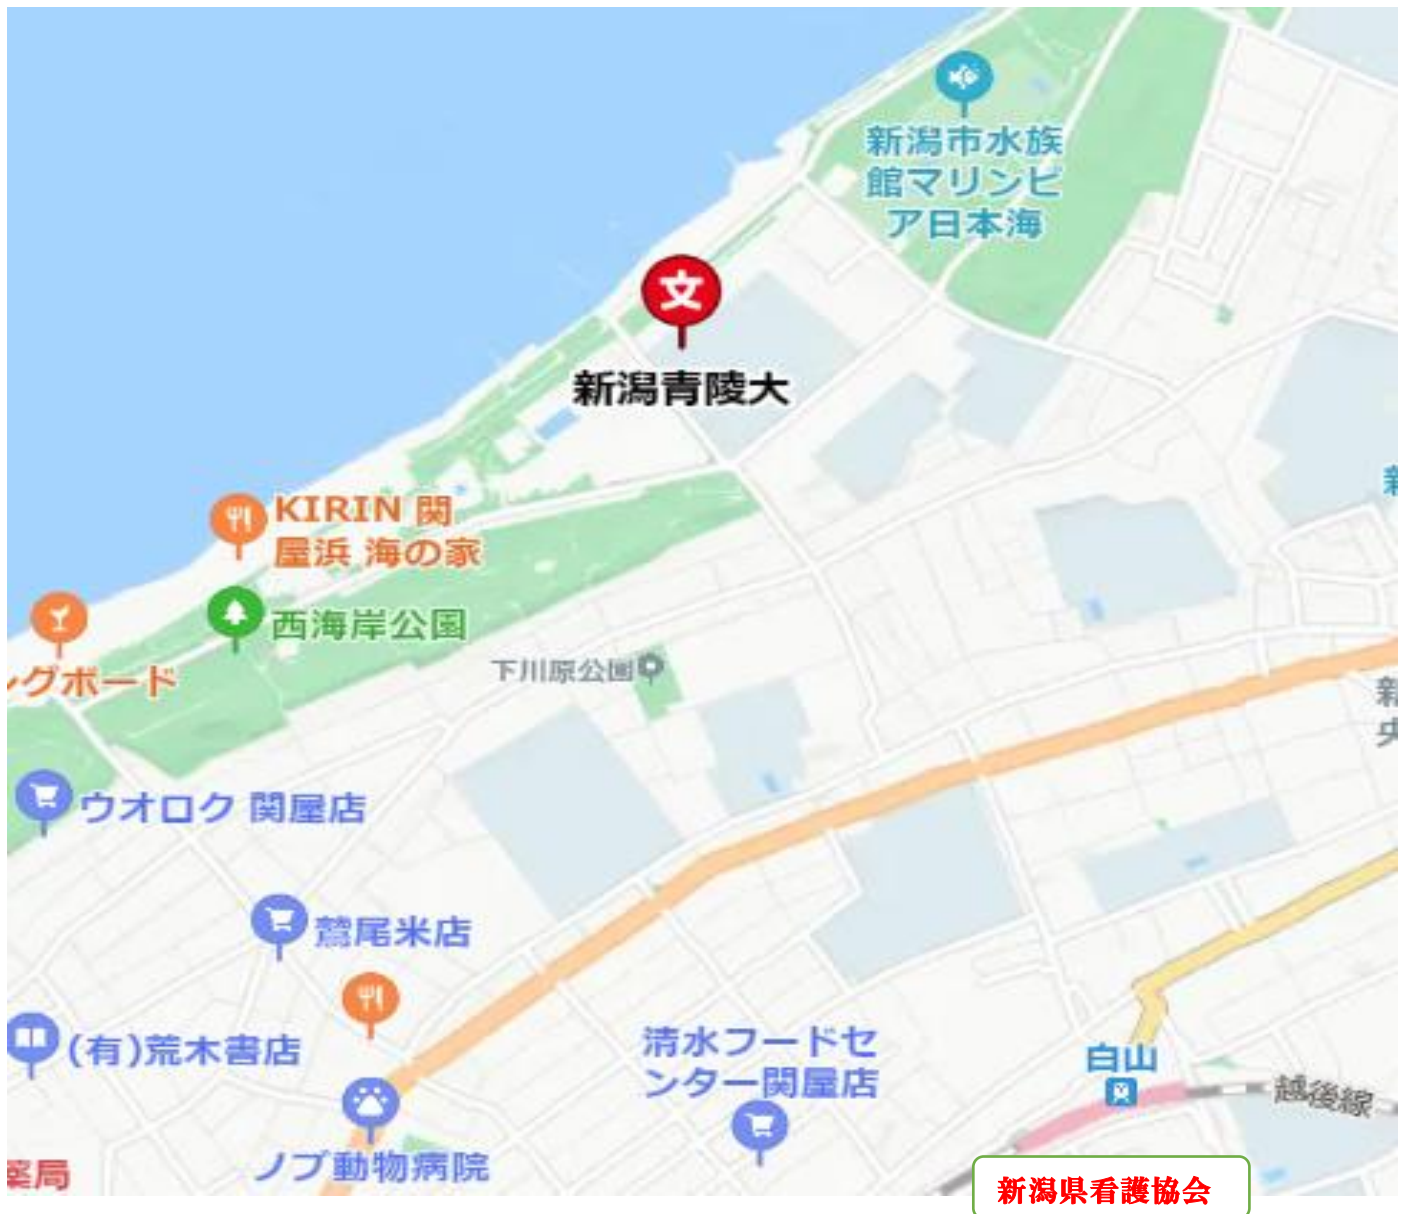 新潟市水族
館マリンピ
ア日本海
文
新潟青陵大
KIRIN 関
屋浜 海の家
西海岸公園
グボード
下川原公園
ウオロク 関屋店
鷲尾米店
(有)荒木書店
清水フードセ
ンター関屋店
白山
越後線
ノブ動物病院
薬局
新潟県看護協会